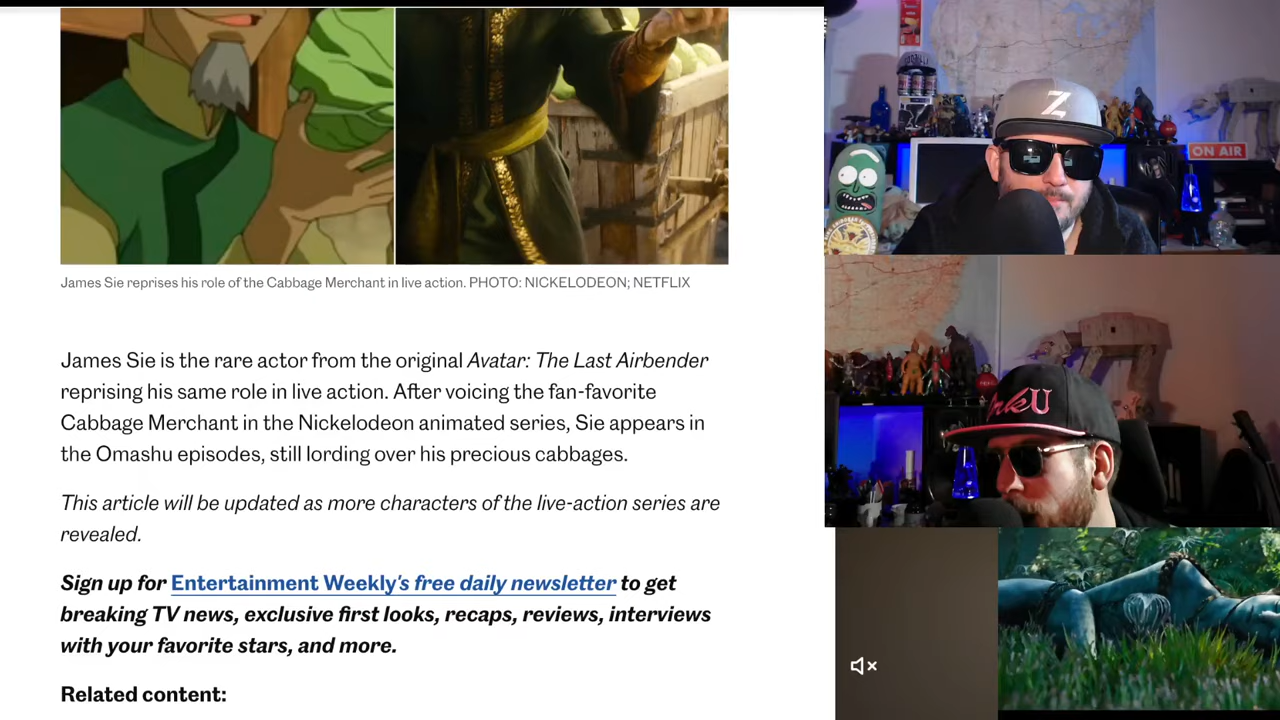 James Sie reprises his role of the Cabbage Merchant in live action. PHOTO: NICKELODEON; NETFLIX
James Sie is the rare actor from the original Avatar: The Last Airbender
reprising his same role in live action. After voicing the fan-favorite
Cabbage Merchant in the Nickelodeon animated series, Sie appears in
the Omashu episodes, still lording over his precious cabbages.
This article will be updated as more characters of the live-action series are
revealed.
Sign up for Entertainment Weekly's free daily newsletter to get
breaking TV news, exclusive first looks, recaps, reviews, interviews
with your favorite stars, and more.
Related content:
Z
ON AIR